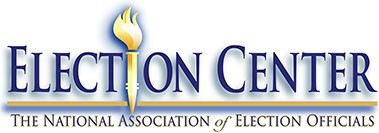 ELECTION CENTER
THE NATIONAL ASSOCIATION of ELECTION OFFICIALS